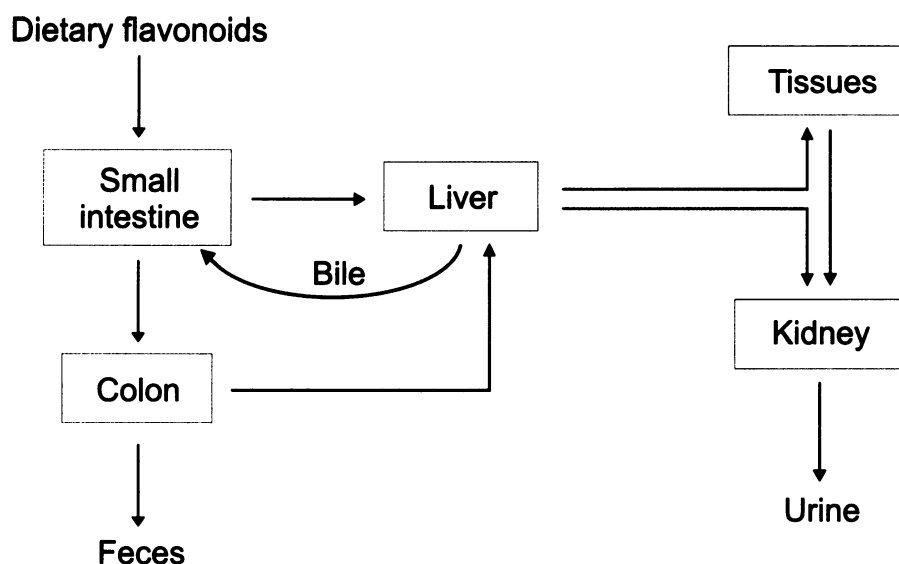 Dietary flavonoids
Tissues
Small
intestine
Liver
Bile
Kidney
Colon
Urine
Feces